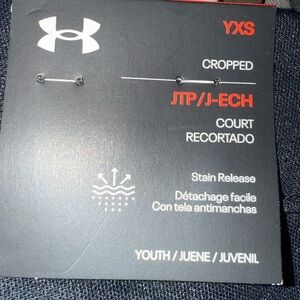 YXS
CROPPED
JTP/J-ECH
COURT
RECORTADO
Stain Release
Détachage facile
Con tela antimanchas
YOUTH / JUENE / JUVENIL